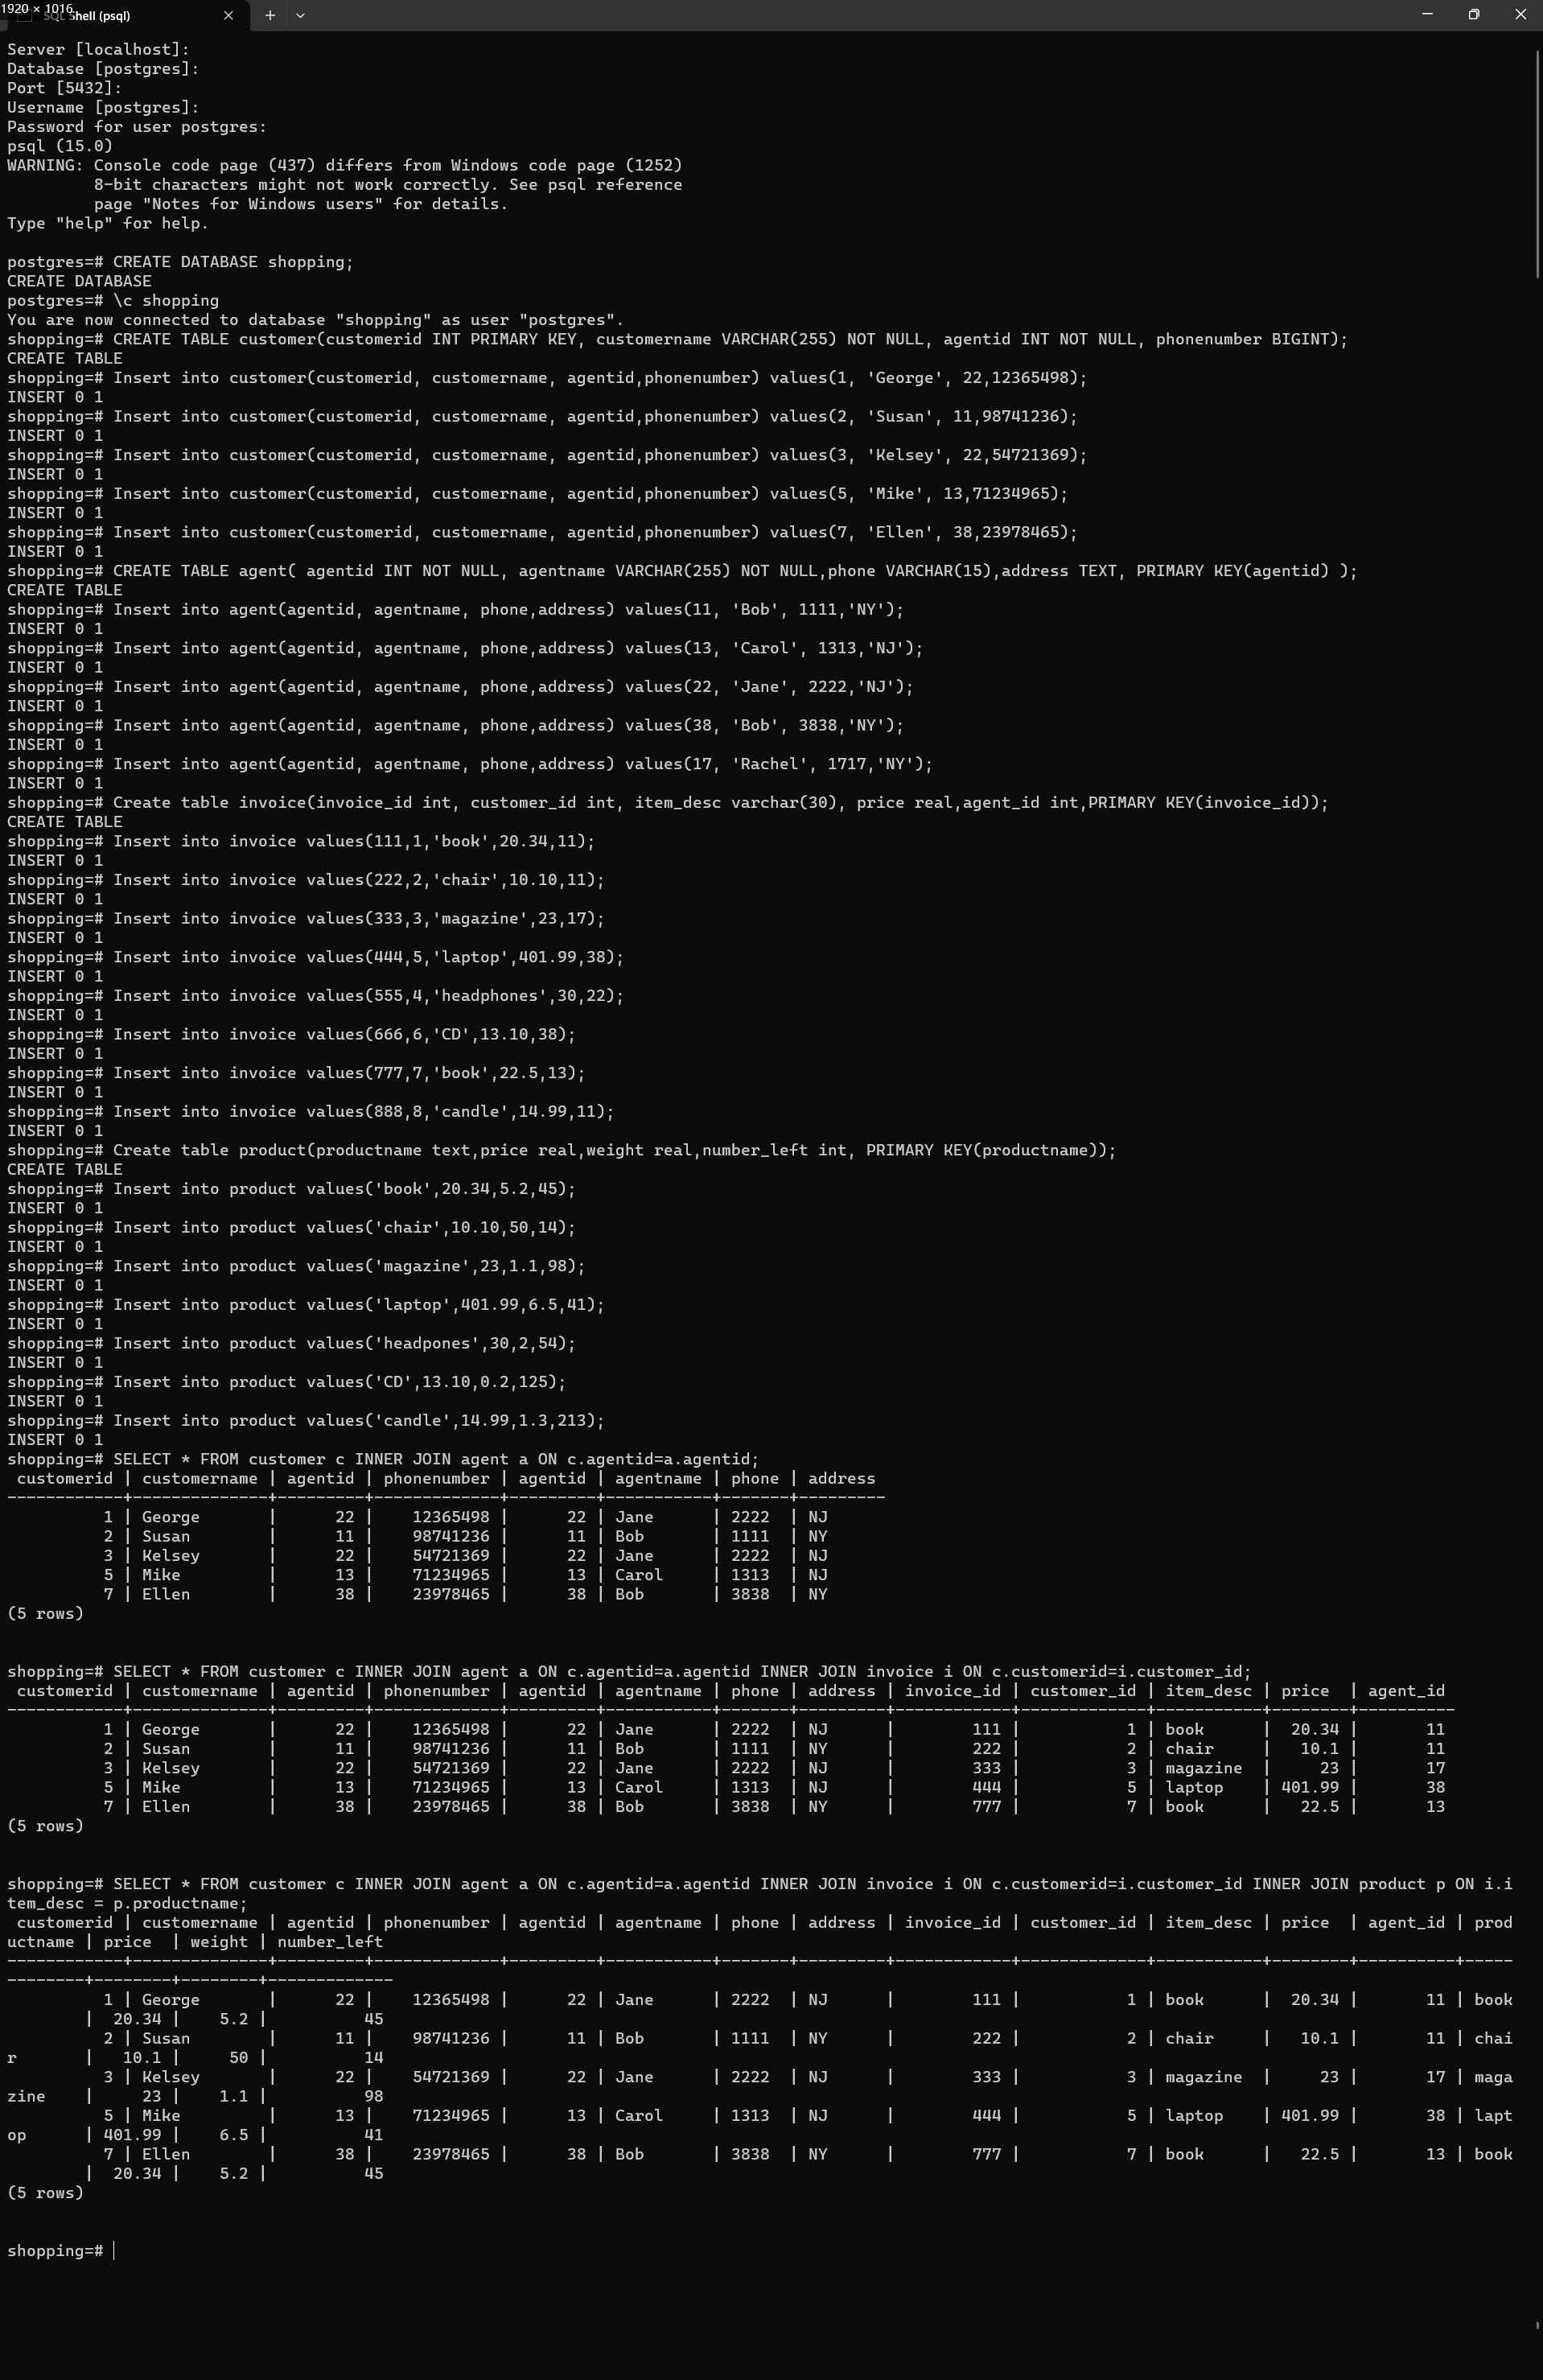 1920 × 1016
SQL Shell (psql)
Server [localhost]:
Database [postgres]:
Port [5432]:
Username [postgres]:
Password for user postgres:
psql (15.0)
WARNING: Console code page (437) differs from Windows code page (1252)
         8-bit characters might not work correctly. See psql reference
         page "Notes for Windows users" for details.
Type "help" for help.

postgres=# CREATE DATABASE shopping;
CREATE DATABASE
postgres=# \c shopping
You are now connected to database "shopping" as user "postgres".
shopping=# CREATE TABLE customer(customerid INT PRIMARY KEY, customername VARCHAR(255) NOT NULL, agentid INT NOT NULL, phonenumber BIGINT);
CREATE TABLE
shopping=# Insert into customer(customerid, customername, agentid,phonenumber) values(1, 'George', 22,12365498);
INSERT 0 1
shopping=# Insert into customer(customerid, customername, agentid,phonenumber) values(2, 'Susan', 11,98741236);
INSERT 0 1
shopping=# Insert into customer(customerid, customername, agentid,phonenumber) values(3, 'Kelsey', 22,54721369);
INSERT 0 1
shopping=# Insert into customer(customerid, customername, agentid,phonenumber) values(5, 'Mike', 13,71234965);
INSERT 0 1
shopping=# Insert into customer(customerid, customername, agentid,phonenumber) values(7, 'Ellen', 38,23978465);
INSERT 0 1
shopping=# CREATE TABLE agent( agentid INT NOT NULL, agentname VARCHAR(255) NOT NULL,phone VARCHAR(15),address TEXT, PRIMARY KEY(agentid) );
CREATE TABLE
shopping=# Insert into agent(agentid, agentname, phone,address) values(11, 'Bob', 1111,'NY');
INSERT 0 1
shopping=# Insert into agent(agentid, agentname, phone,address) values(13, 'Carol', 1313,'NJ');
INSERT 0 1
shopping=# Insert into agent(agentid, agentname, phone,address) values(22, 'Jane', 2222,'NJ');
INSERT 0 1
shopping=# Insert into agent(agentid, agentname, phone,address) values(38, 'Bob', 3838,'NY');
INSERT 0 1
shopping=# Insert into agent(agentid, agentname, phone,address) values(17, 'Rachel', 1717,'NY');
INSERT 0 1
shopping=# Create table invoice(invoice_id int, customer_id int, item_desc varchar(30), price real,agent_id int,PRIMARY KEY(invoice_id));
CREATE TABLE
shopping=# Insert into invoice values(111,1,'book',20.34,11);
INSERT 0 1
shopping=# Insert into invoice values(222,2,'chair',10.10,11);
INSERT 0 1
shopping=# Insert into invoice values(333,3,'magazine',23,17);
INSERT 0 1
shopping=# Insert into invoice values(444,5,'laptop',401.99,38);
INSERT 0 1
shopping=# Insert into invoice values(555,4,'headphones',30,22);
INSERT 0 1
shopping=# Insert into invoice values(666,6,'CD',13.10,38);
INSERT 0 1
shopping=# Insert into invoice values(777,7,'book',22.5,13);
INSERT 0 1
shopping=# Insert into invoice values(888,8,'candle',14.99,11);
INSERT 0 1
shopping=# Create table product(productname text,price real,weight real,number_left int, PRIMARY KEY(productname));
CREATE TABLE
shopping=# Insert into product values('book',20.34,5.2,45);
INSERT 0 1
shopping=# Insert into product values('chair',10.10,50,14);
INSERT 0 1
shopping=# Insert into product values('magazine',23,1.1,98);
INSERT 0 1
shopping=# Insert into product values('laptop',401.99,6.5,41);
INSERT 0 1
shopping=# Insert into product values('headpones',30,2,54);
INSERT 0 1
shopping=# Insert into product values('CD',13.10,0.2,125);
INSERT 0 1
shopping=# Insert into product values('candle',14.99,1.3,213);
INSERT 0 1
shopping=# SELECT * FROM customer c INNER JOIN agent a ON c.agentid=a.agentid;
 customerid | customername | agentid | phonenumber | agentid | agentname | phone | address
------------+--------------+---------+-------------+---------+-----------+-------+---------
          1 | George       |      22 |    12365498 |      22 | Jane      | 2222  | NJ
          2 | Susan        |      11 |    98741236 |      11 | Bob       | 1111  | NY
          3 | Kelsey       |      22 |    54721369 |      22 | Jane      | 2222  | NJ
          5 | Mike         |      13 |    71234965 |      13 | Carol     | 1313  | NJ
          7 | Ellen        |      38 |    23978465 |      38 | Bob       | 3838  | NY
(5 rows)

shopping=# SELECT * FROM customer c INNER JOIN agent a ON c.agentid=a.agentid INNER JOIN invoice i ON c.customerid=i.customer_id;
 customerid | customername | agentid | phonenumber | agentid | agentname | phone | address | invoice_id | customer_id | item_desc | price  | agent_id
------------+--------------+---------+-------------+---------+-----------+-------+---------+------------+-------------+-----------+--------+----------
          1 | George       |      22 |    12365498 |      22 | Jane      | 2222  | NJ      |        111 |           1 | book      |  20.34 |       11
          2 | Susan        |      11 |    98741236 |      11 | Bob       | 1111  | NY      |        222 |           2 | chair     |   10.1 |       11
          3 | Kelsey       |      22 |    54721369 |      22 | Jane      | 2222  | NJ      |        333 |           3 | magazine  |     23 |       17
          5 | Mike         |      13 |    71234965 |      13 | Carol     | 1313  | NJ      |        444 |           5 | laptop    | 401.99 |       38
          7 | Ellen        |      38 |    23978465 |      38 | Bob       | 3838  | NY      |        777 |           7 | book      |   22.5 |       13
(5 rows)

shopping=# SELECT * FROM customer c INNER JOIN agent a ON c.agentid=a.agentid INNER JOIN invoice i ON c.customerid=i.customer_id INNER JOIN product p ON i.i
tem_desc = p.productname;
 customerid | customername | agentid | phonenumber | agentid | agentname | phone | address | invoice_id | customer_id | item_desc | price  | agent_id | prod
uctname | price  | weight | number_left
------------+--------------+---------+-------------+---------+-----------+-------+---------+------------+-------------+-----------+--------+----------+-----
--------+--------+--------+-------------
          1 | George       |      22 |    12365498 |      22 | Jane      | 2222  | NJ      |        111 |           1 | book      |  20.34 |       11 | book
        |  20.34 |    5.2 |          45
          2 | Susan        |      11 |    98741236 |      11 | Bob       | 1111  | NY      |        222 |           2 | chair     |   10.1 |       11 | chai
r       |   10.1 |     50 |          14
          3 | Kelsey       |      22 |    54721369 |      22 | Jane      | 2222  | NJ      |        333 |           3 | magazine  |     23 |       17 | maga
zine    |     23 |    1.1 |          98
          5 | Mike         |      13 |    71234965 |      13 | Carol     | 1313  | NJ      |        444 |           5 | laptop    | 401.99 |       38 | lapt
op      | 401.99 |    6.5 |          41
          7 | Ellen        |      38 |    23978465 |      38 | Bob       | 3838  | NY      |        777 |           7 | book      |   22.5 |       13 | book
        |  20.34 |    5.2 |          45
(5 rows)

shopping=#